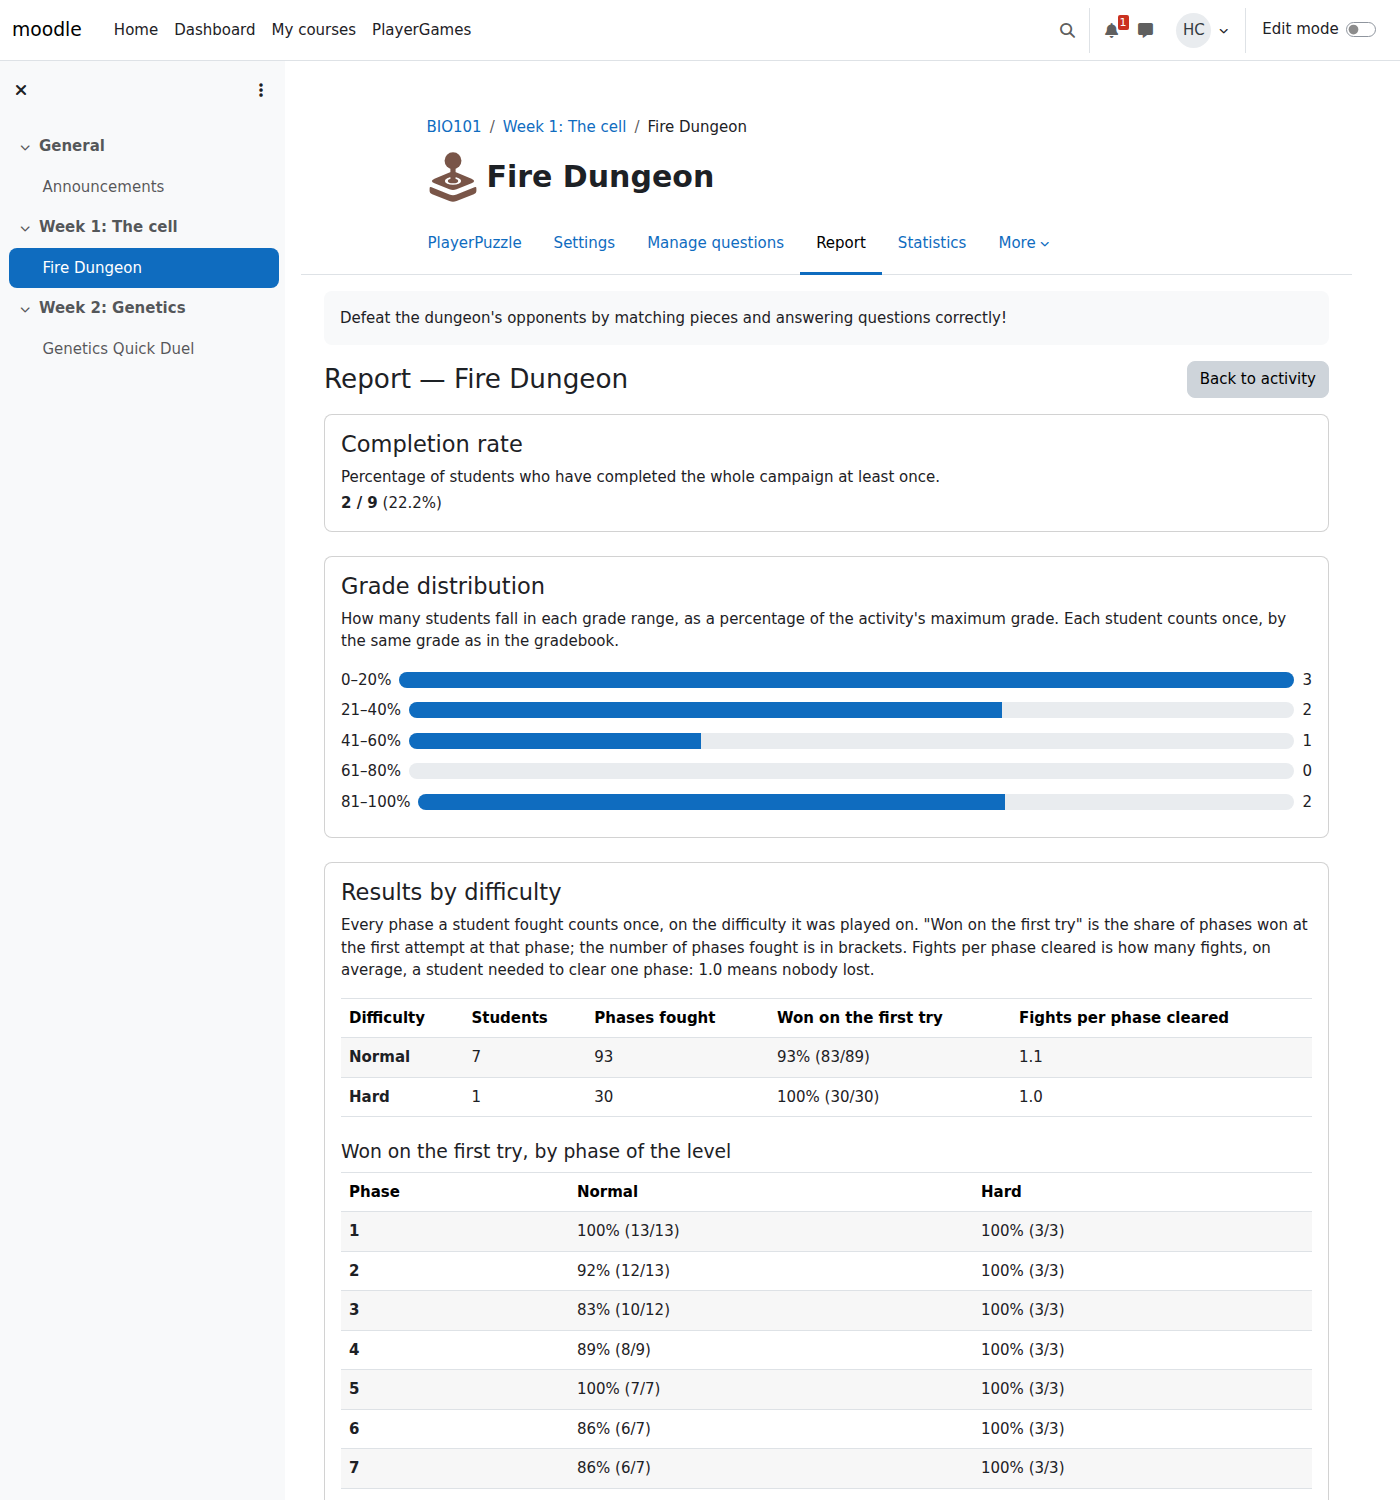 moodle Home Dashboard My courses PlayerGames 1 HC Edit mode
General
Announcements
Week 1: The cell
Fire Dungeon
Week 2: Genetics
Genetics Quick Duel
BIO101 / Week 1: The cell / Fire Dungeon
Fire Dungeon
PlayerPuzzle Settings Manage questions Report Statistics More
Defeat the dungeon's opponents by matching pieces and answering questions correctly!
Report — Fire Dungeon Back to activity
Completion rate
Percentage of students who have completed the whole campaign at least once.
2 / 9 (22.2%)
Grade distribution
How many students fall in each grade range, as a percentage of the activity's maximum grade. Each student counts once, by
the same grade as in the gradebook.
0–20% 3
21–40% 2
41–60% 1
61–80% 0
81–100% 2
Results by difficulty
Every phase a student fought counts once, on the difficulty it was played on. "Won on the first try" is the share of phases won at
the first attempt at that phase; the number of phases fought is in brackets. Fights per phase cleared is how many fights, on
average, a student needed to clear one phase: 1.0 means nobody lost.
Difficulty Students Phases fought Won on the first try Fights per phase cleared
Normal 7 93 93% (83/89) 1.1
Hard 1 30 100% (30/30) 1.0
Won on the first try, by phase of the level
Phase Normal Hard
1 100% (13/13) 100% (3/3)
2 92% (12/13) 100% (3/3)
3 83% (10/12) 100% (3/3)
4 89% (8/9) 100% (3/3)
5 100% (7/7) 100% (3/3)
6 86% (6/7) 100% (3/3)
7 86% (6/7) 100% (3/3)